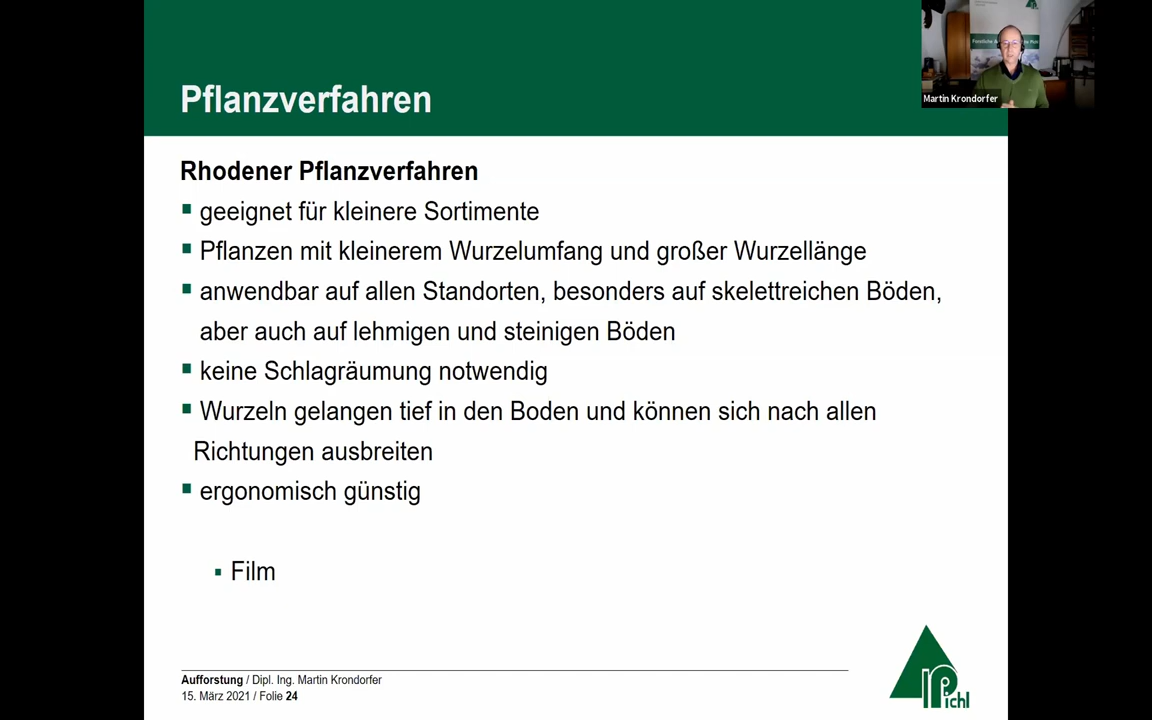 Pflanzverfahren
Martin Krondorfer
Rhodener Pflanzverfahren
▪ geeignet für kleinere Sortimente
▪ Pflanzen mit kleinerem Wurzelumfang und großer Wurzellänge
▪ anwendbar auf allen Standorten, besonders auf skelettreichen Böden,
aber auch auf lehmigen und steinigen Böden
▪ keine Schlagräumung notwendig
▪ Wurzeln gelangen tief in den Boden und können sich nach allen
Richtungen ausbreiten
▪ ergonomisch günstig
▪ Film
Aufforstung / Dipl. Ing. Martin Krondorfer
15. März 2021 / Folie 24
Pichl